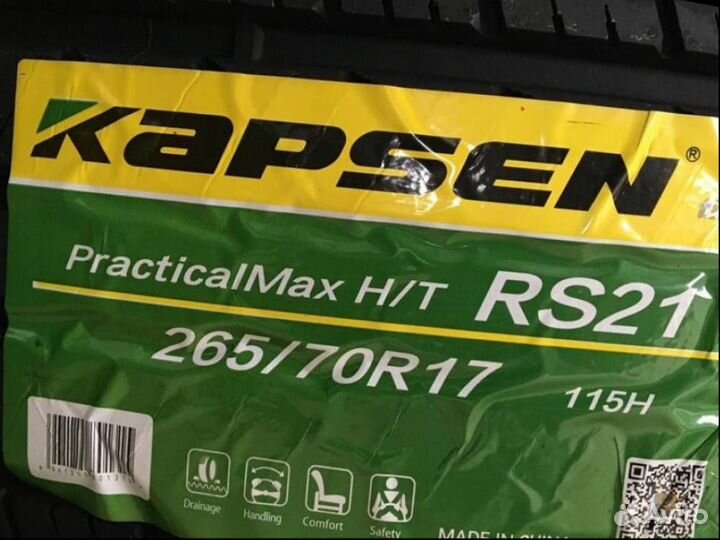 KAPSEN®
PracticalMax H/T RS21
265/70R17 115H
Drainage Handling Comfort Safety
MADE IN CHINA
Avito